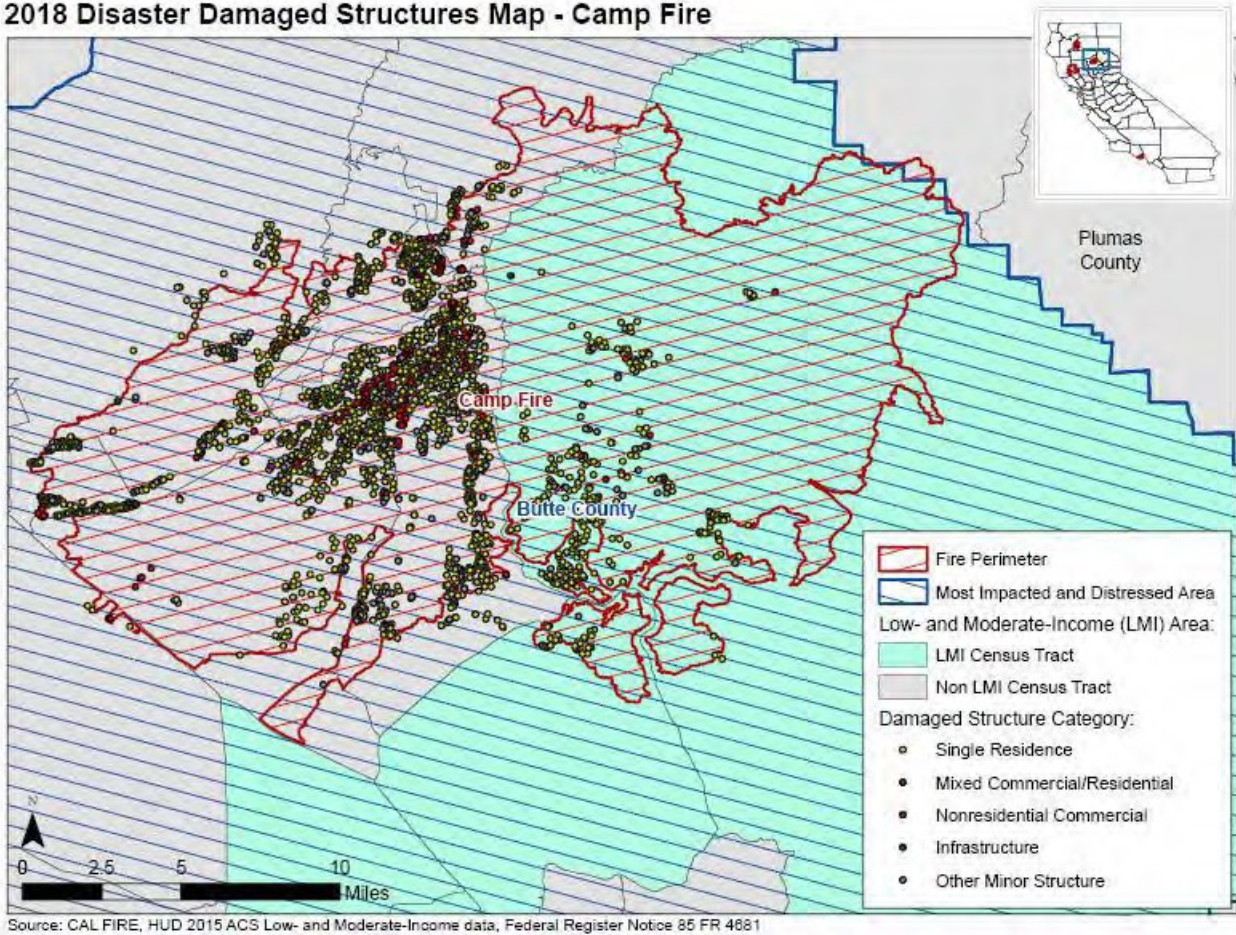 2018 Disaster Damaged Structures Map - Camp Fire
Plumas
County
Camp Fire
Butte County
Fire Perimeter
Most Impacted and Distressed Area
Low- and Moderate-Income (LMI) Area:
LMI Census Tract
Non LMI Census Tract
Damaged Structure Category:
Single Residence
Mixed Commercial/Residential
Nonresidential Commercial
Infrastructure
Other Minor Structure
N
0 2.5 5 10
Miles
Source: CAL FIRE, HUD 2015 ACS Low- and Moderate-Income data, Federal Register Notice 85 FR 4681